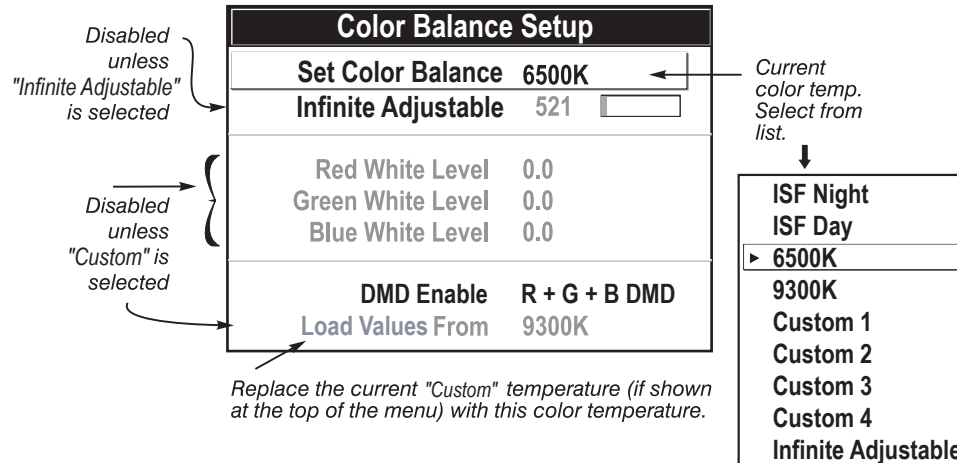 Color Balance Setup
Disabled
unless
"Infinite Adjustable"
is selected
Set Color Balance 6500K
Infinite Adjustable 521
Current
color temp.
Select from
list.
Red White Level 0.0
Green White Level 0.0
Blue White Level 0.0
Disabled
unless
"Custom" is
selected
DMD Enable R + G + B DMD
Load Values From 9300K
Replace the current "Custom" temperature (if shown
at the top of the menu) with this color temperature.
ISF Night
ISF Day
6500K
9300K
Custom 1
Custom 2
Custom 3
Custom 4
Infinite Adjustable